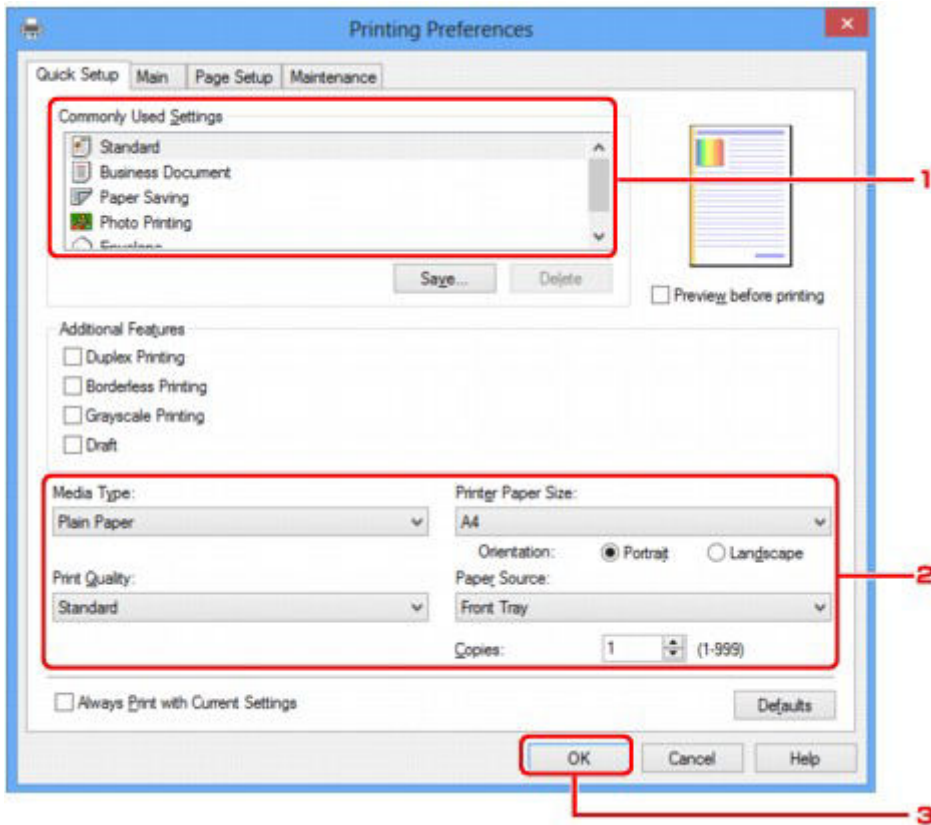 Printing Preferences
Quick Setup Main Page Setup Maintenance
Commonly Used Settings
Standard
Business Document
Paper Saving
Photo Printing
Envelope
1
Save... Delete
Preview before printing
Additional Features
Duplex Printing
Borderless Printing
Grayscale Printing
Draft
Media Type: Printer Paper Size:
Plain Paper A4
Orientation: Portrait Landscape
2
Print Quality: Paper Source:
Standard Front Tray
Copies: 1 (1-999)
Always Print with Current Settings Defaults
OK Cancel Help
3